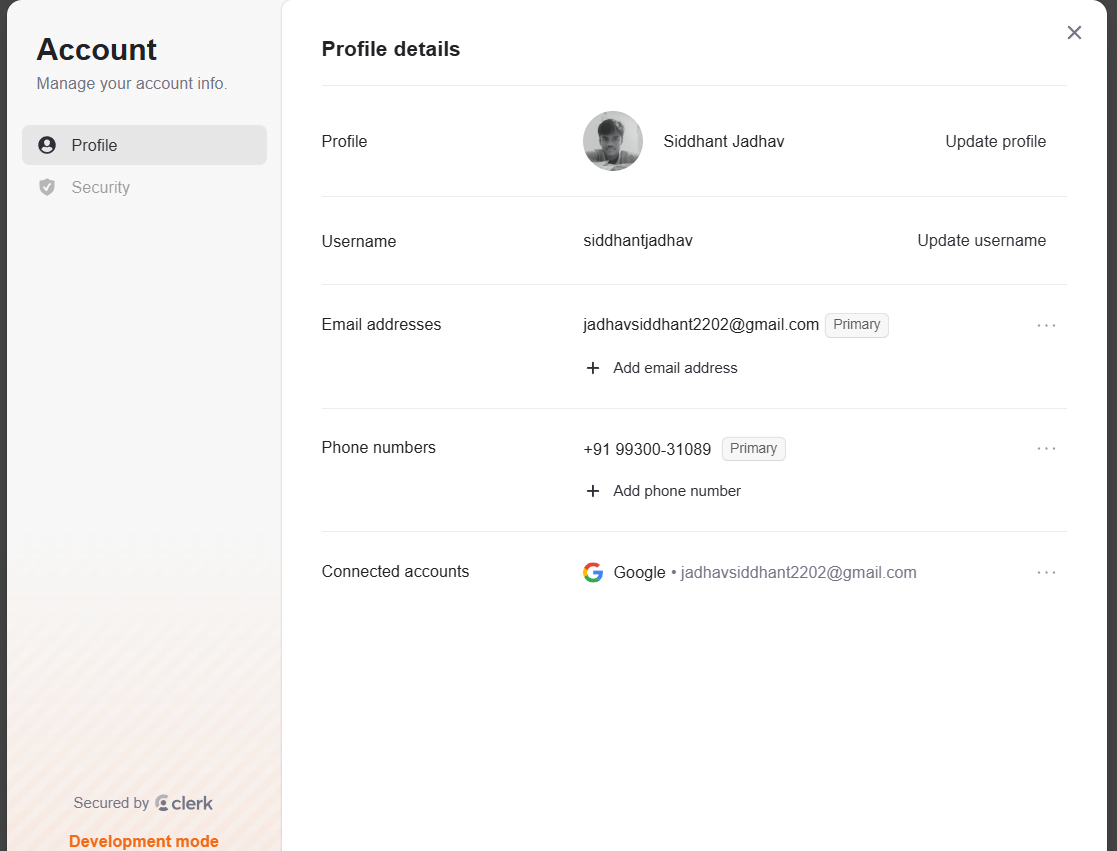 Account
Manage your account info.
Profile
Security
Profile details
Profile
Siddhant Jadhav
Update profile
Username
siddhantjadhav
Update username
Email addresses
jadhavsiddhant2202@gmail.com Primary
+ Add email address
Phone numbers
+91 99300-31089 Primary
+ Add phone number
Connected accounts
Google • jadhavsiddhant2202@gmail.com
Secured by clerk
Development mode